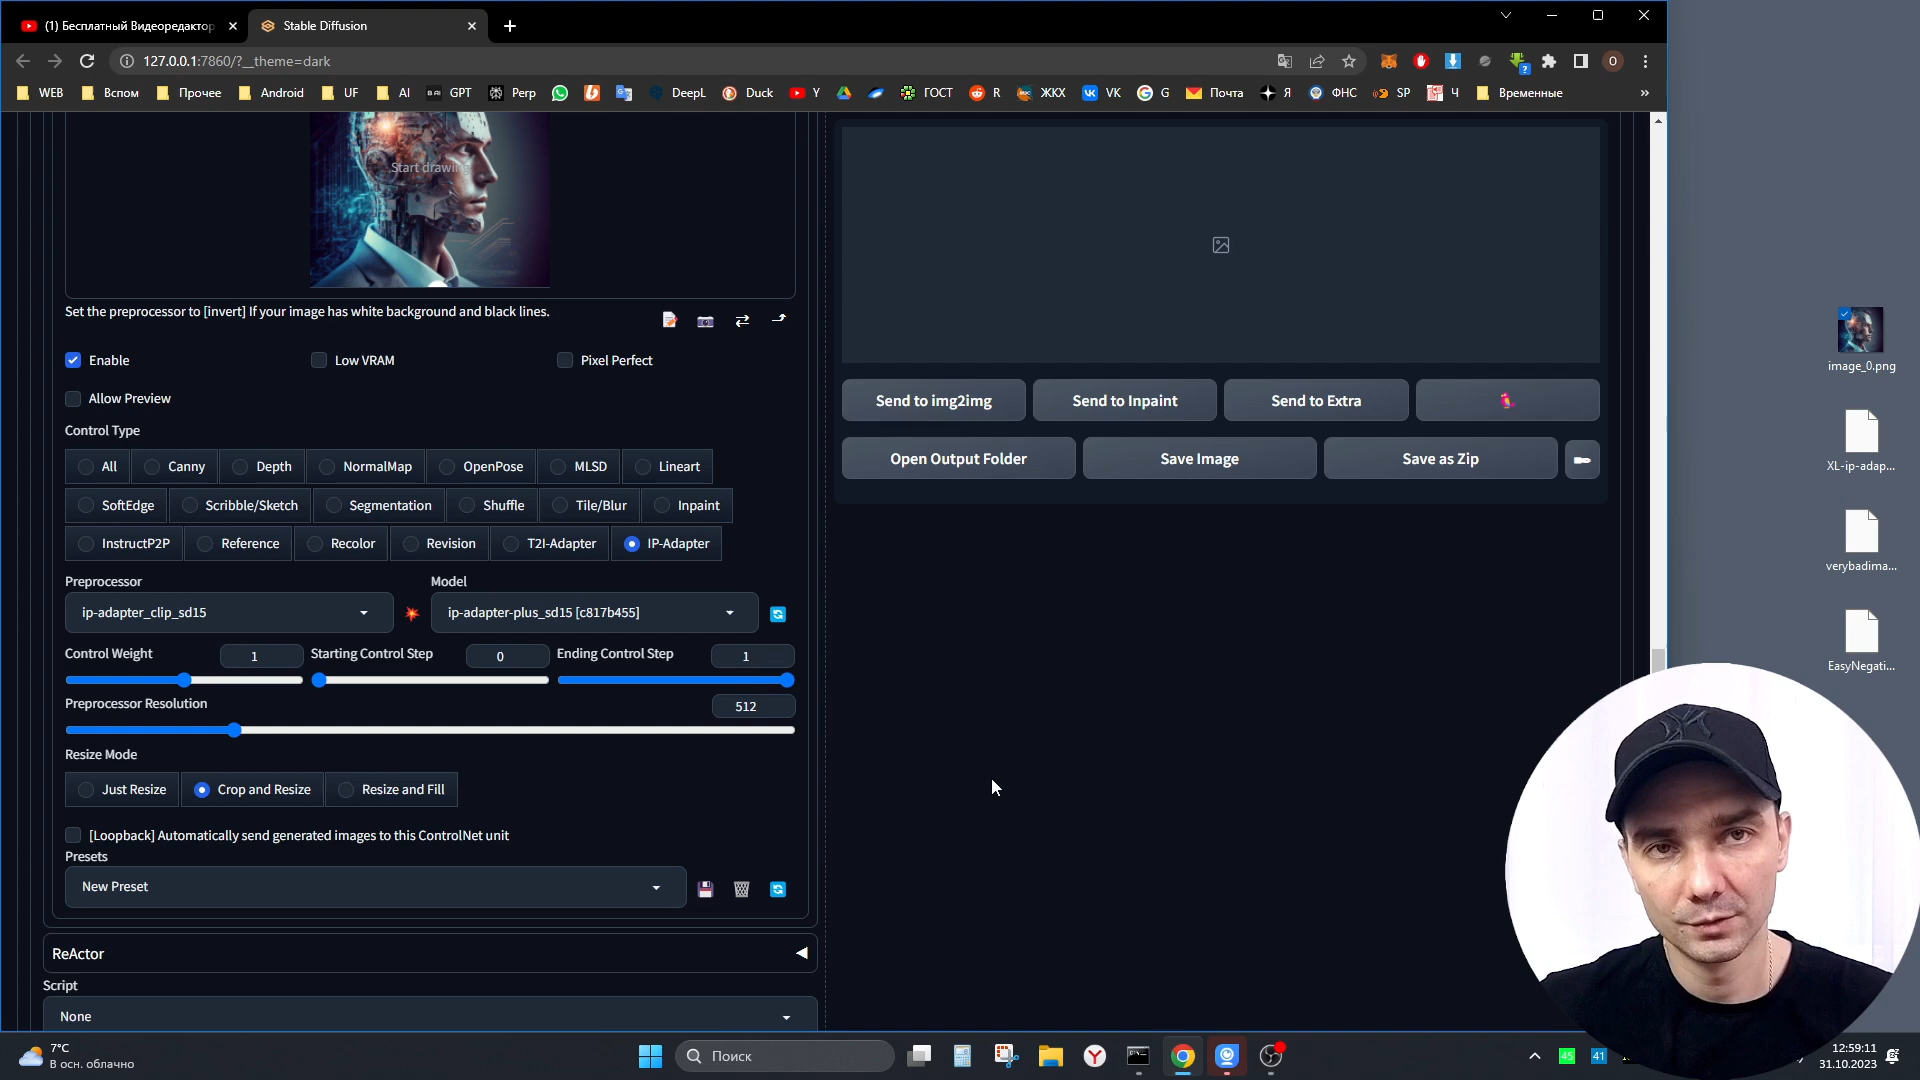 (1) Бесплатный Видеоредактор
Stable Diffusion
127.0.0.1:7860/?__theme=dark
O
WEB
Вспом
Прочее
Android
UF
AI
GPT
Perp
DeepL
Duck
Y
ГОСТ
R
ЖКХ
VK
G
Почта
Я
ФНС
SP
Ч
Временные
»
Start drawing
Set the preprocessor to [invert] If your image has white background and black lines.
Enable
Low VRAM
Pixel Perfect
Allow Preview
Control Type
All
Canny
Depth
NormalMap
OpenPose
MLSD
Lineart
SoftEdge
Scribble/Sketch
Segmentation
Shuffle
Tile/Blur
Inpaint
InstructP2P
Reference
Recolor
Revision
T2I-Adapter
IP-Adapter
Preprocessor
Model
ip-adapter_clip_sd15
ip-adapter-plus_sd15 [c817b455]
Control Weight
1
Starting Control Step
0
Ending Control Step
1
Preprocessor Resolution
512
Resize Mode
Just Resize
Crop and Resize
Resize and Fill
[Loopback] Automatically send generated images to this ControlNet unit
Presets
New Preset
ReActor
Script
None
Send to img2img
Send to Inpaint
Send to Extra
Open Output Folder
Save Image
Save as Zip
image_0.png
XL-ip-adap...
verybadima...
EasyNegati...
7°C
В осн. облачно
Поиск
45
41
12:59:11
31.10.2023